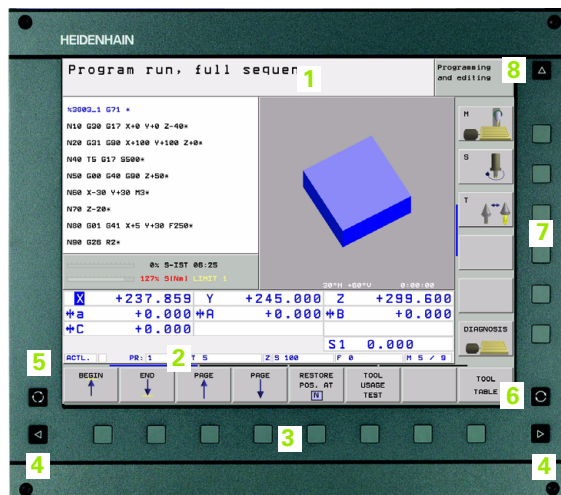 HEIDENHAIN
Program run, full sequen
1
Programming
and editing
8
%3803_1 G71 *
N10 G30 G17 X+0 Y+0 Z-40*
N20 G31 G90 X+100 Y+100 Z+0*
N40 T5 G17 S500*
N50 G00 G40 G90 Z+50*
N60 X-30 Y+30 M3*
N70 Z-20*
N80 G01 G41 X+5 Y+30 F250*
N90 G26 R2*
M
S
T
7
0% S-IST 06:25
127% S[Nm] LIMIT 1
30°H +60°V 0:00:00
X +237.859 Y +245.000 Z +299.600
a +0.000 A +0.000 B +0.000
C +0.000
S1 0.000
DIAGNOSIS
ACTL. PR: 1 2 T 5 Z S 100 F 0 M 5 / 9
5
BEGIN
END
PAGE
PAGE
RESTORE
POS. AT
N
TOOL
USAGE
TEST
TOOL
TABLE
6
3
4
4